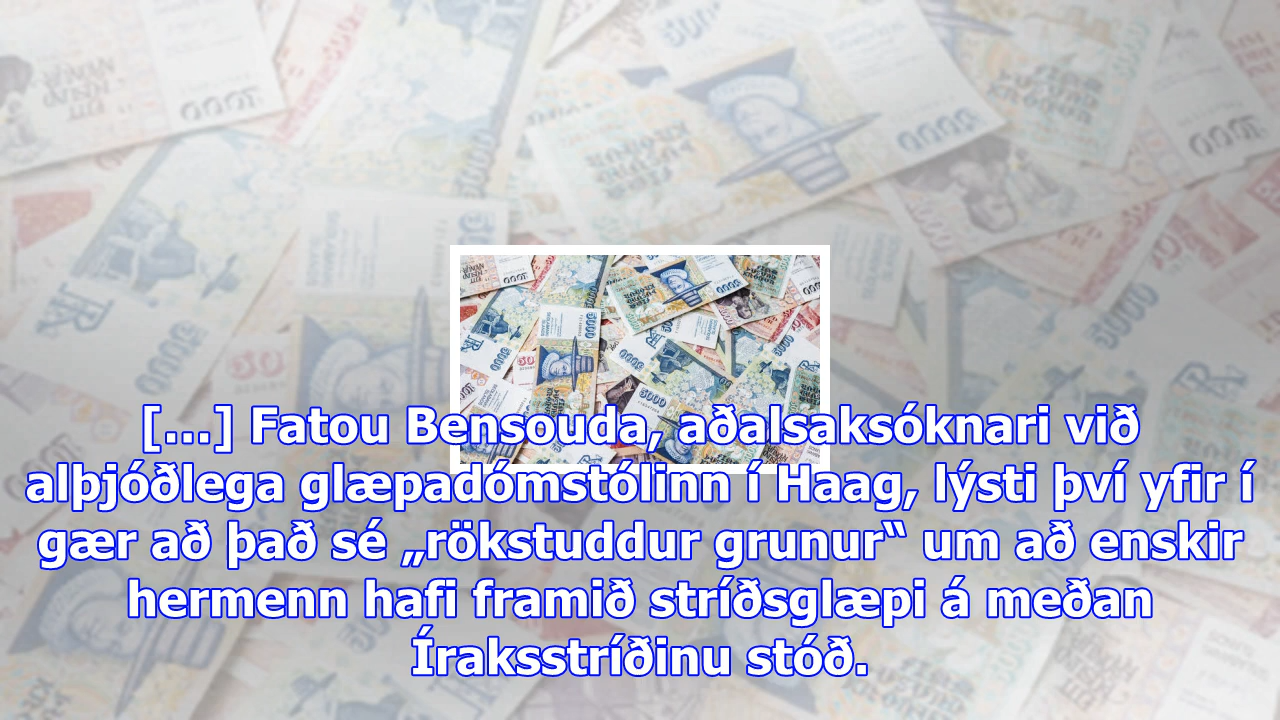 [...] Fatou Bensouda, aðalsaksóknari við
alþjóðlega glæpadómstólinn í Haag, lýsti því yfir í
gær að það sé „rökstuddur grunur“ um að enskir
hermenn hafi framið stríðsglæpi á meðan
Íraksstríðinu stóð.